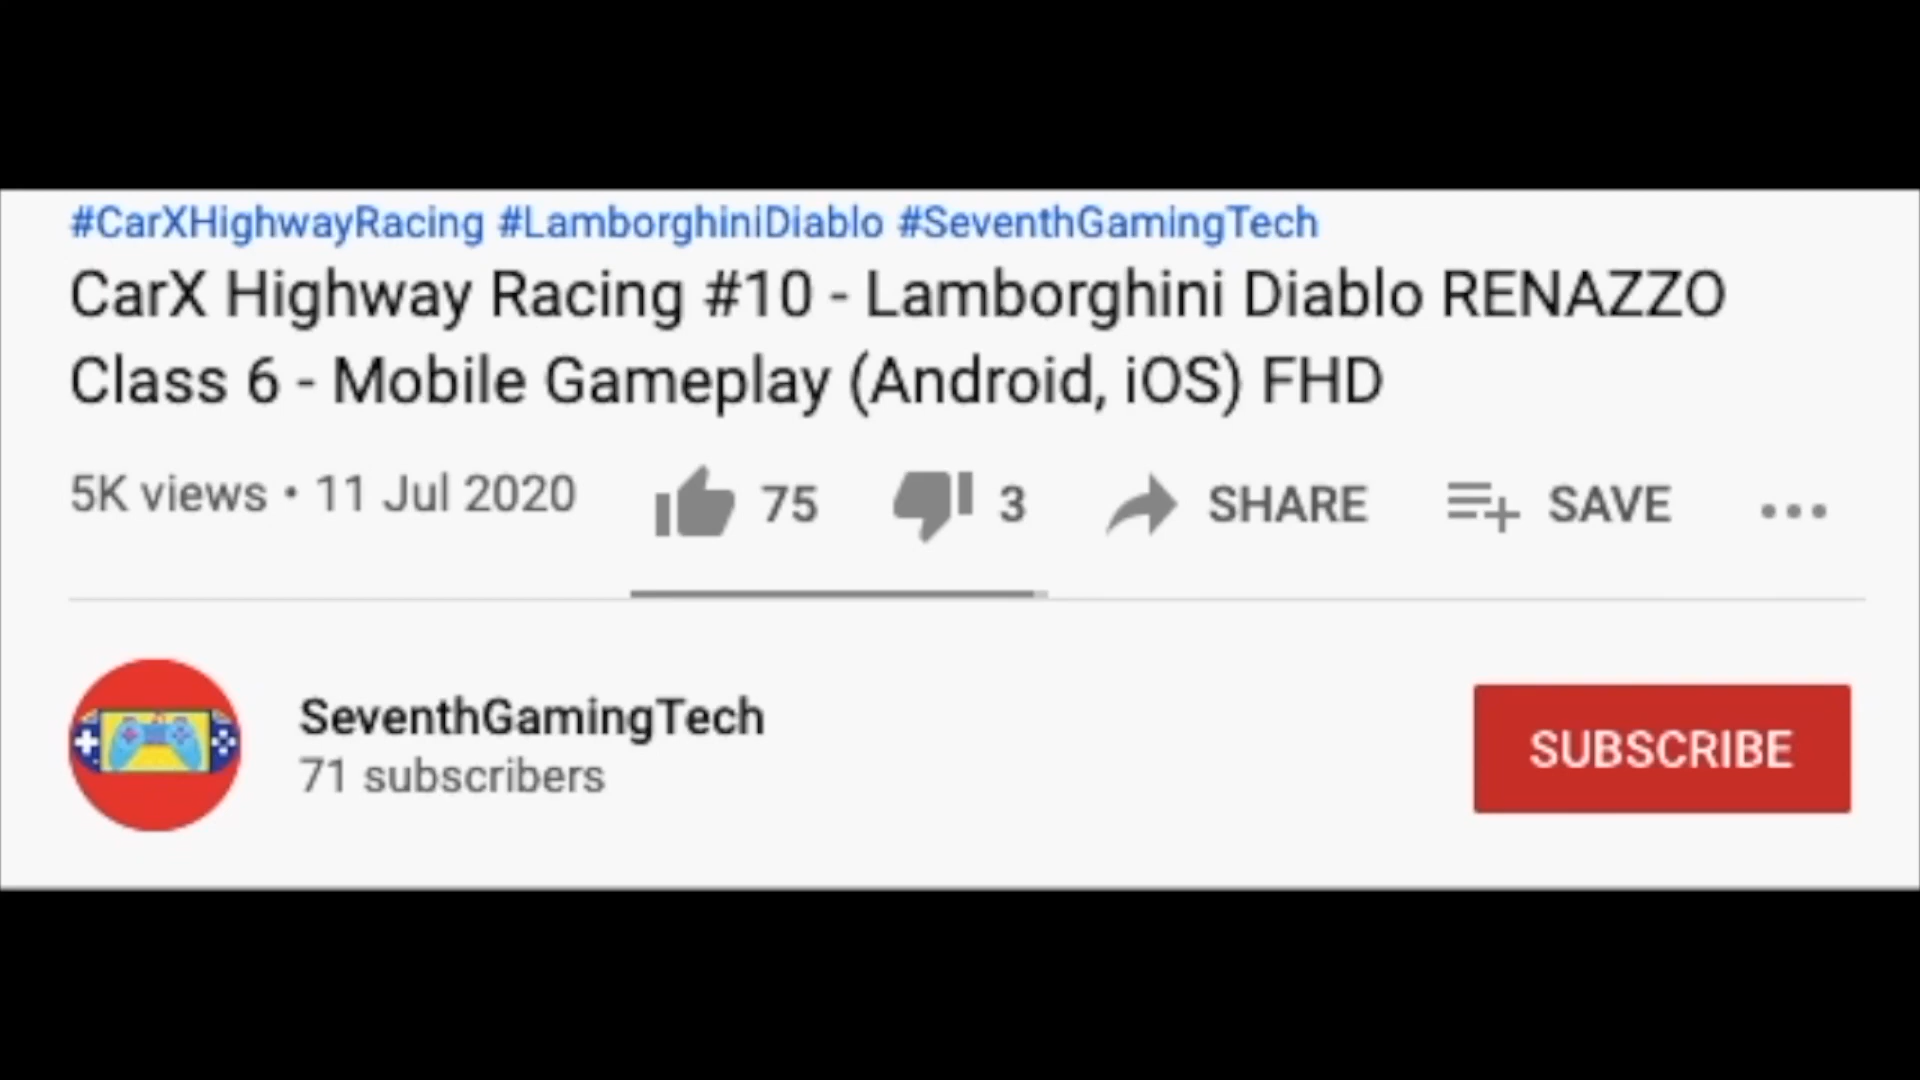 #CarXHighwayRacing #LamborghiniDiablo #SeventhGamingTech
CarX Highway Racing #10 - Lamborghini Diablo RENAZZO
Class 6 - Mobile Gameplay (Android, iOS) FHD
5K views • 11 Jul 2020 75 3 SHARE SAVE ...
SeventhGamingTech
71 subscribers
SUBSCRIBE